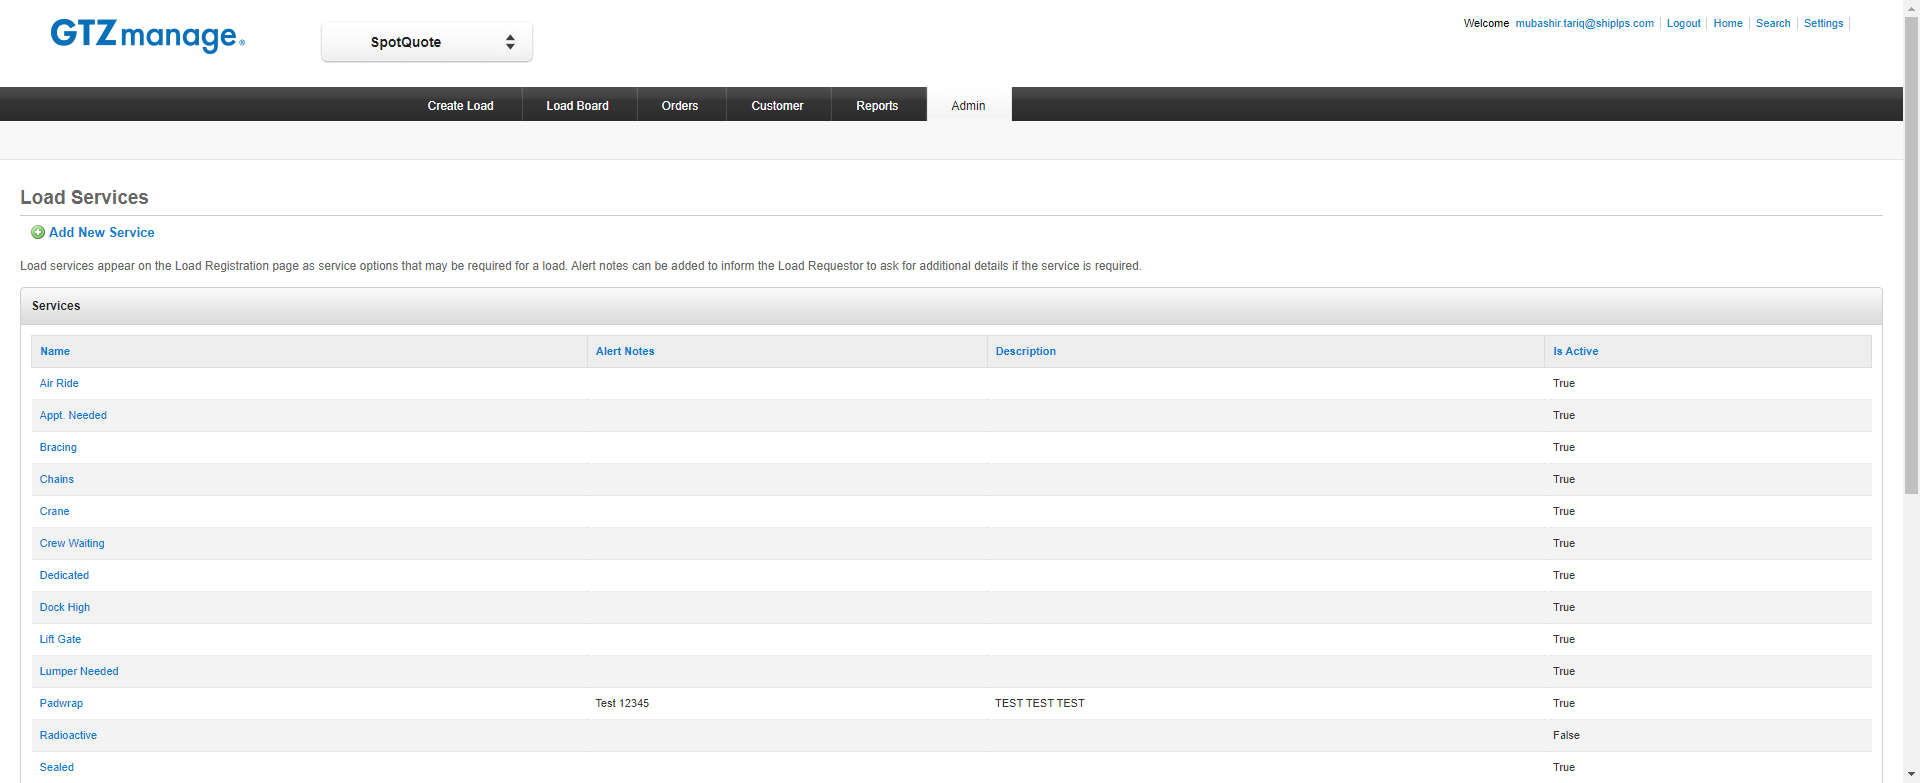 GTZmanage®
SpotQuote
Welcome mubashir.tariq@shiplps.com Logout Home Search Settings
Create Load Load Board Orders Customer Reports Admin
Load Services
Add New Service
Load services appear on the Load Registration page as service options that may be required for a load. Alert notes can be added to inform the Load Requestor to ask for additional details if the service is required.
Services
Name Alert Notes Description Is Active
Air Ride True
Appt. Needed True
Bracing True
Chains True
Crane True
Crew Waiting True
Dedicated True
Dock High True
Lift Gate True
Lumper Needed True
Padwrap Test 12345 TEST TEST TEST True
Radioactive False
Sealed True